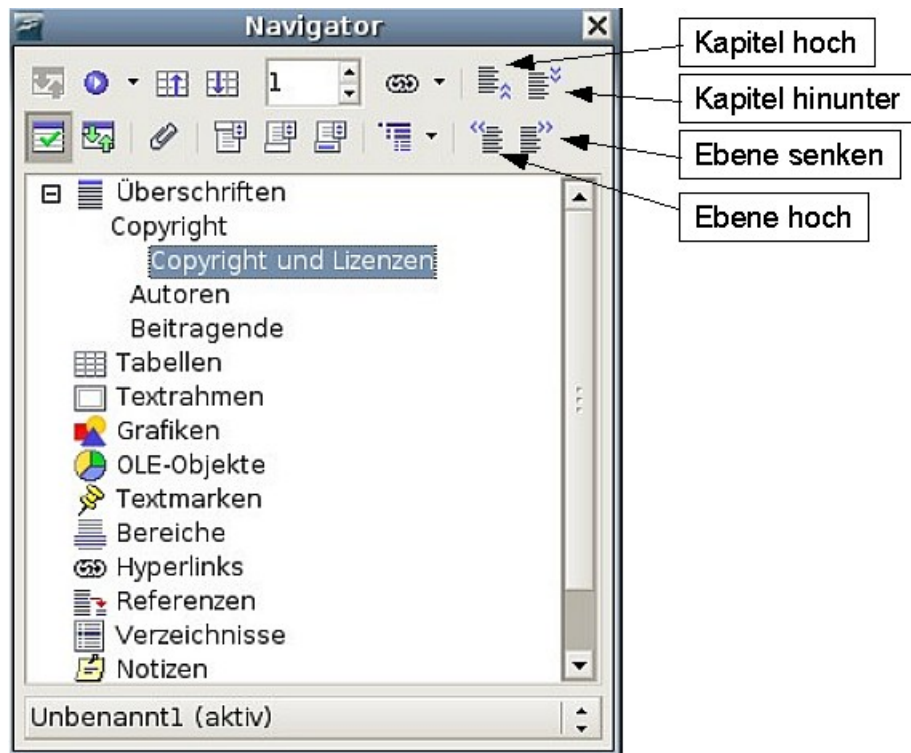 Navigator
Kapitel hoch
1
Kapitel hinunter
Ebene senken
Ebene hoch
Überschriften
Copyright
Copyright und Lizenzen
Autoren
Beitragende
Tabellen
Textrahmen
Grafiken
OLE-Objekte
Textmarken
Bereiche
Hyperlinks
Referenzen
Verzeichnisse
Notizen
Unbenannt1 (aktiv)